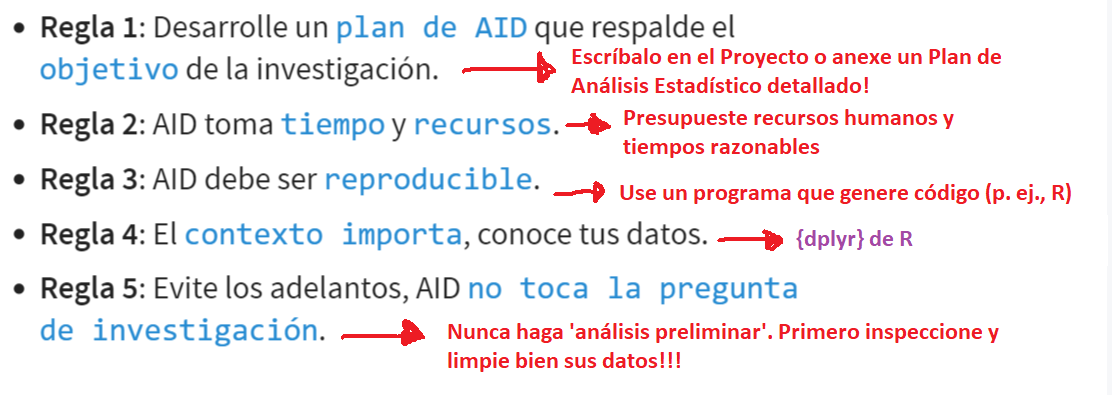 • Regla 1: Desarrolle un plan de AID que respalde el
objetivo de la investigación.
Escríbalo en el Proyecto o anexe un Plan de
Análisis Estadístico detallado!
• Regla 2: AID toma tiempo y recursos.
Presupueste recursos humanos y
tiempos razonables
• Regla 3: AID debe ser reproducible.
Use un programa que genere código (p. ej., R)
• Regla 4: El contexto importa, conoce tus datos.
{dplyr} de R
• Regla 5: Evite los adelantos, AID no toca la pregunta
de investigación.
Nunca haga 'análisis preliminar'. Primero inspeccione y
limpie bien sus datos!!!